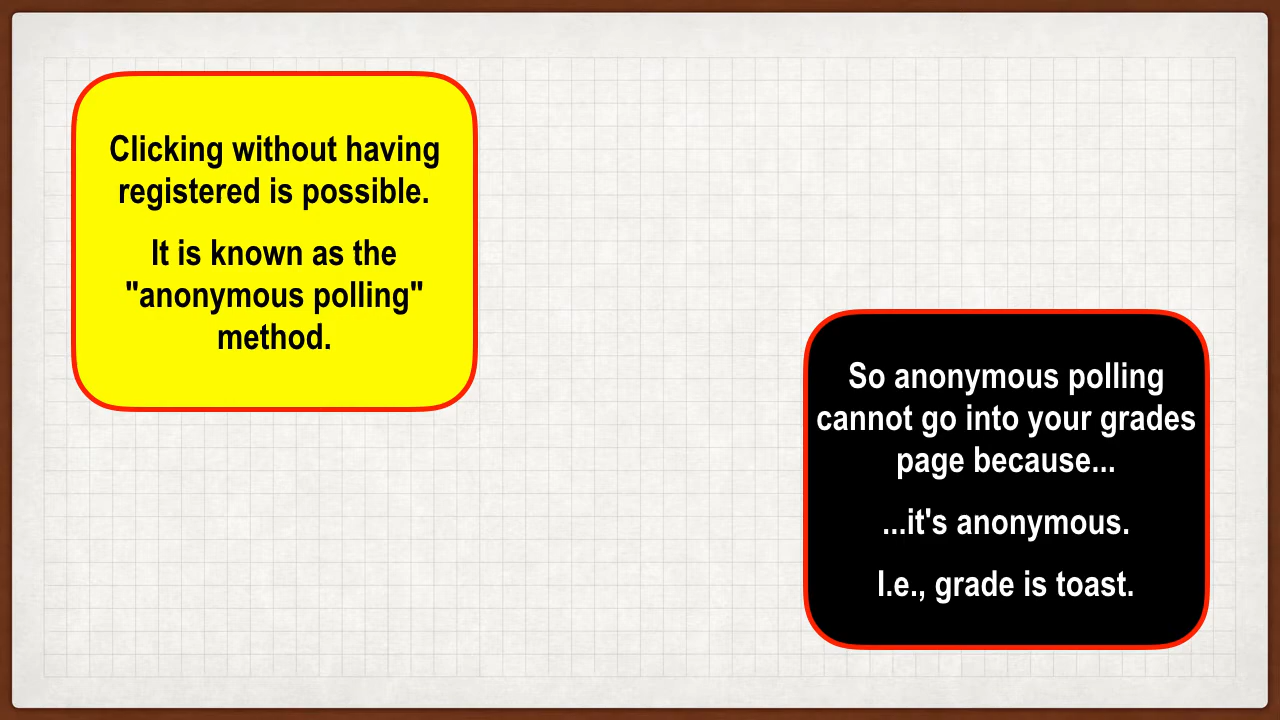 Clicking without having
registered is possible.
It is known as the
"anonymous polling"
method.
So anonymous polling
cannot go into your grades
page because...
...it's anonymous.
I.e., grade is toast.